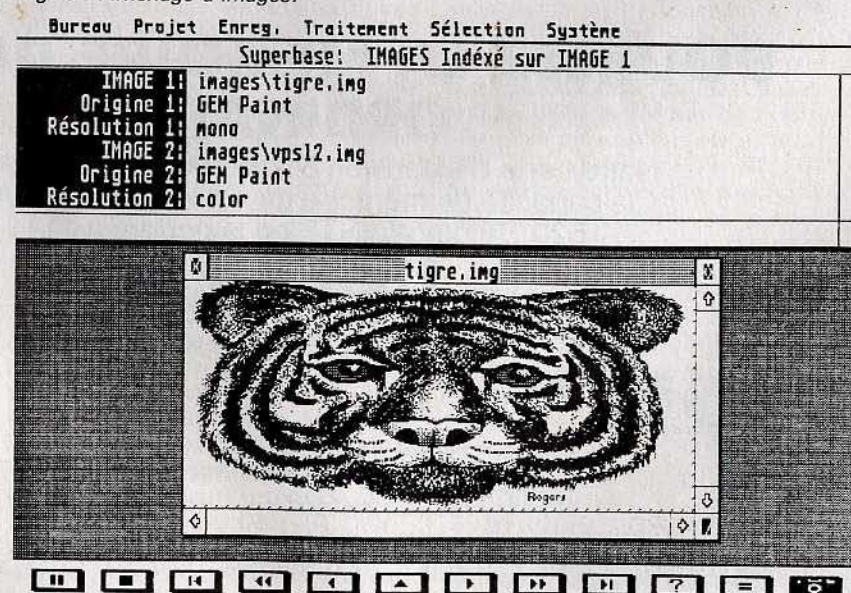 d'images.
Bureau Projet Enreg. Traitement Sélection Système
Superbase: IMAGES Indéxé sur IMAGE 1
IMAGE 1: images\tigre.img
Origine 1: GEM Paint
Résolution 1: mono
IMAGE 2: images\vpsl2.img
Origine 2: GEM Paint
Résolution 2: color
tigre.img
Rogers
? =